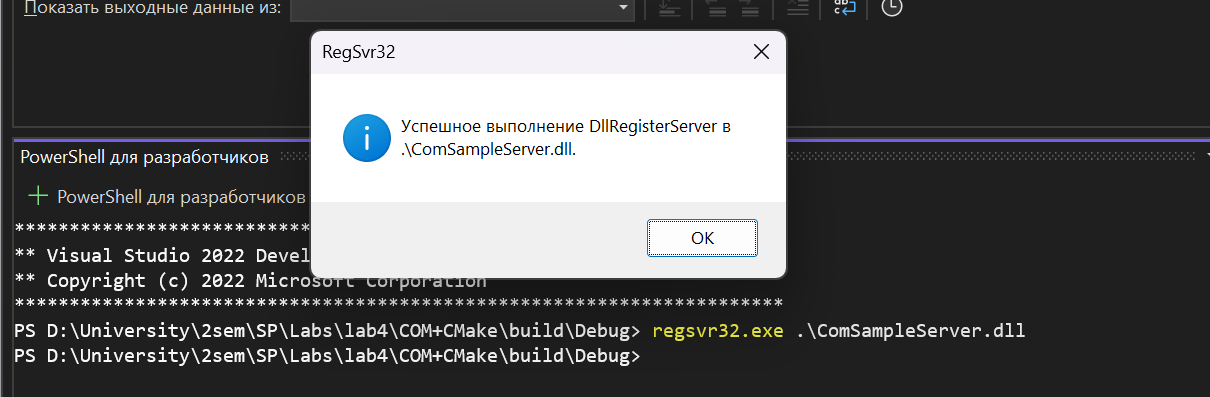 Показать выходные данные из:
RegSvr32
Успешное выполнение DllRegisterServer в
.\ComSampleServer.dll.
OK
PowerShell для разработчиков
PowerShell для разработчиков
** Visual Studio 2022 Devel
** Copyright (c) 2022 Microsoft Corporation
**********************************************************************
PS D:\University\2sem\SP\Labs\lab4\COM+CMake\build\Debug> regsvr32.exe .\ComSampleServer.dll
PS D:\University\2sem\SP\Labs\lab4\COM+CMake\build\Debug>